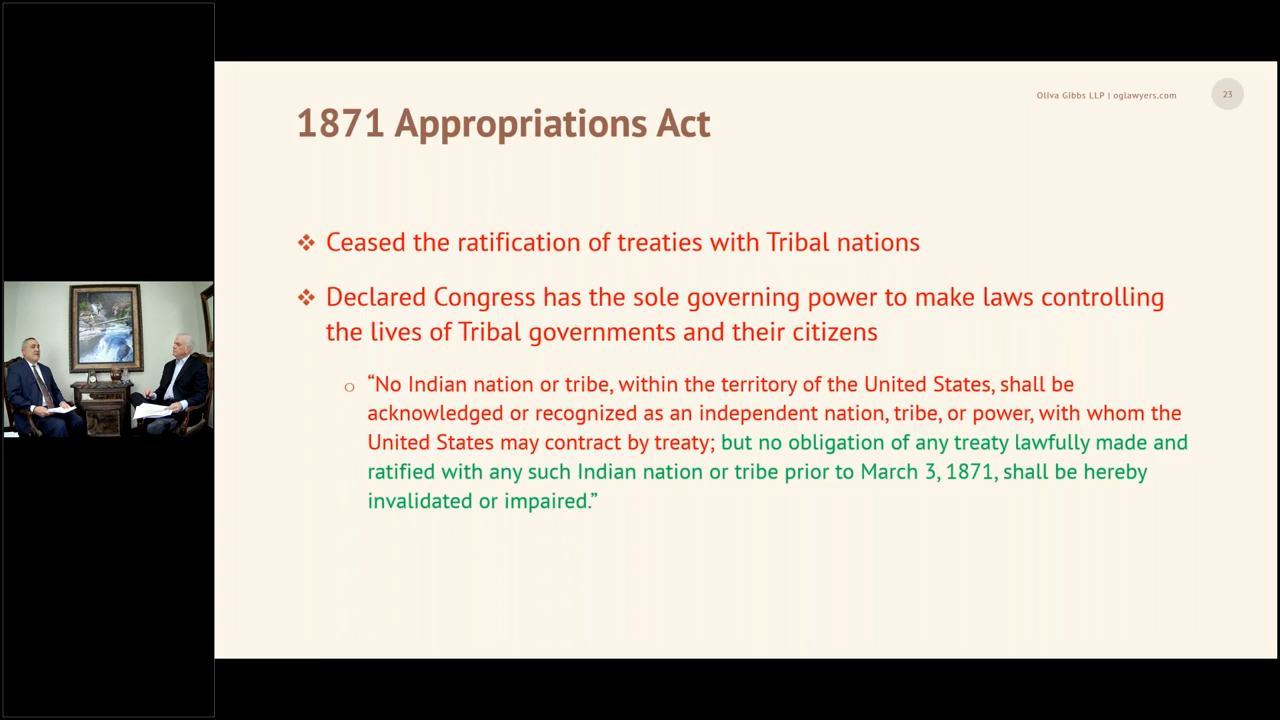 Oliva Gibbs LLP | oglawyers.com
23
1871 Appropriations Act
❖ Ceased the ratification of treaties with Tribal nations
❖ Declared Congress has the sole governing power to make laws controlling
the lives of Tribal governments and their citizens
○ “No Indian nation or tribe, within the territory of the United States, shall be
acknowledged or recognized as an independent nation, tribe, or power, with whom the
United States may contract by treaty; but no obligation of any treaty lawfully made and
ratified with any such Indian nation or tribe prior to March 3, 1871, shall be hereby
invalidated or impaired.”